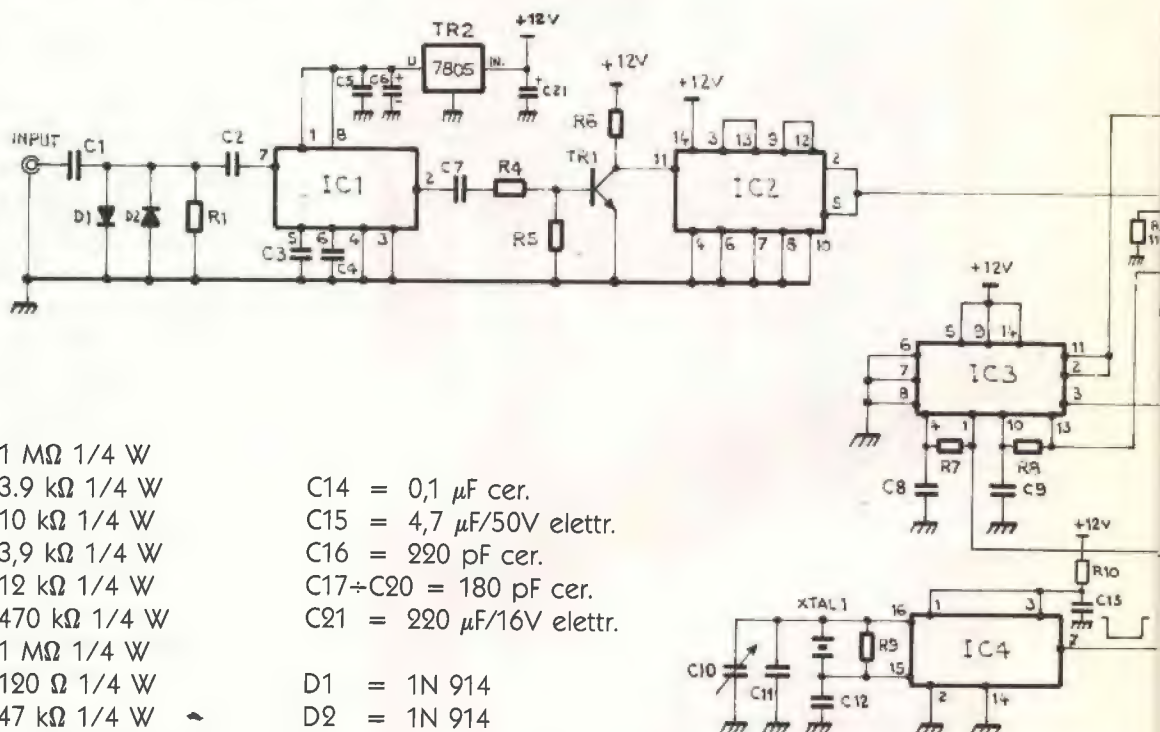 +12V
TR2
7805
U
IN.
C5
C6
+
-
+
C21
+12V
+12V
INPUT
C1
C2
7
1
8
IC1
2
C7
R4
TR1
R6
11
14
3
13
9
12
2
IC2
5
D1
D2
R1
C3
5
6
C4
4
3
R5
4
6
7
8
10
R
11
+12V
5
9
14
6
7
8
IC3
11
2
3
4
1
10
13
R7
R8
C8
C9
+12V
R10
C13
XTAL1
16
1
3
R9
15
IC4
C10
C11
C12
2
14
1 MΩ 1/4 W
3.9 kΩ 1/4 W
10 kΩ 1/4 W
3,9 kΩ 1/4 W
12 kΩ 1/4 W
470 kΩ 1/4 W
1 MΩ 1/4 W
120 Ω 1/4 W
47 kΩ 1/4 W
C14 = 0,1 μF cer.
C15 = 4,7 μF/50V elettr.
C16 = 220 pF cer.
C17÷C20 = 180 pF cer.
C21 = 220 μF/16V elettr.
D1 = 1N 914
D2 = 1N 914